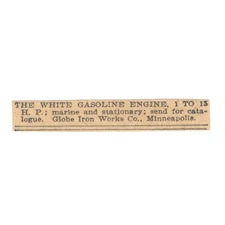 THE WHITE GASOLINE ENGINE, 1 TO 15
H. P.; marine and stationary; send for cata-
logue. Globe Iron Works Co., Minneapolis.